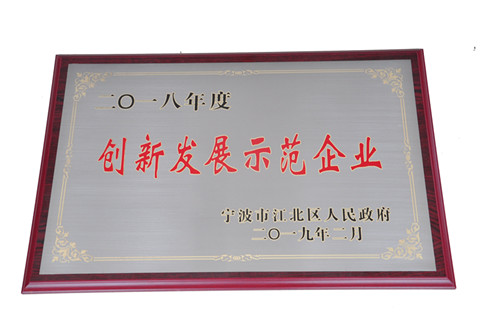 二〇一八年度
创新发展示范企业
宁波市江北区人民政府
二〇一九年二月